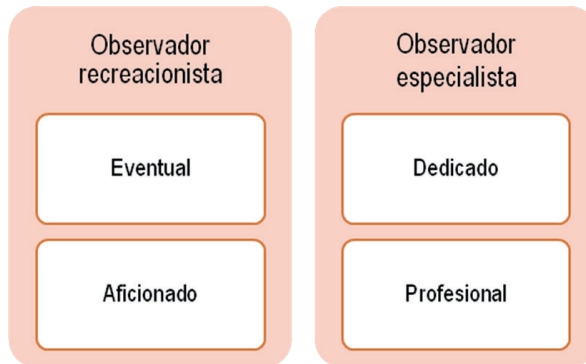 Observador
recreacionista
Eventual
Aficionado
Observador
especialista
Dedicado
Profesional